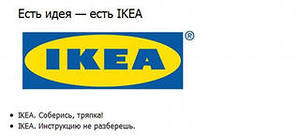 Есть идея — есть IKEA
IKEA®
IKEA. Соберись, тряпка!
IKEA. Инструкцию не разберешь.